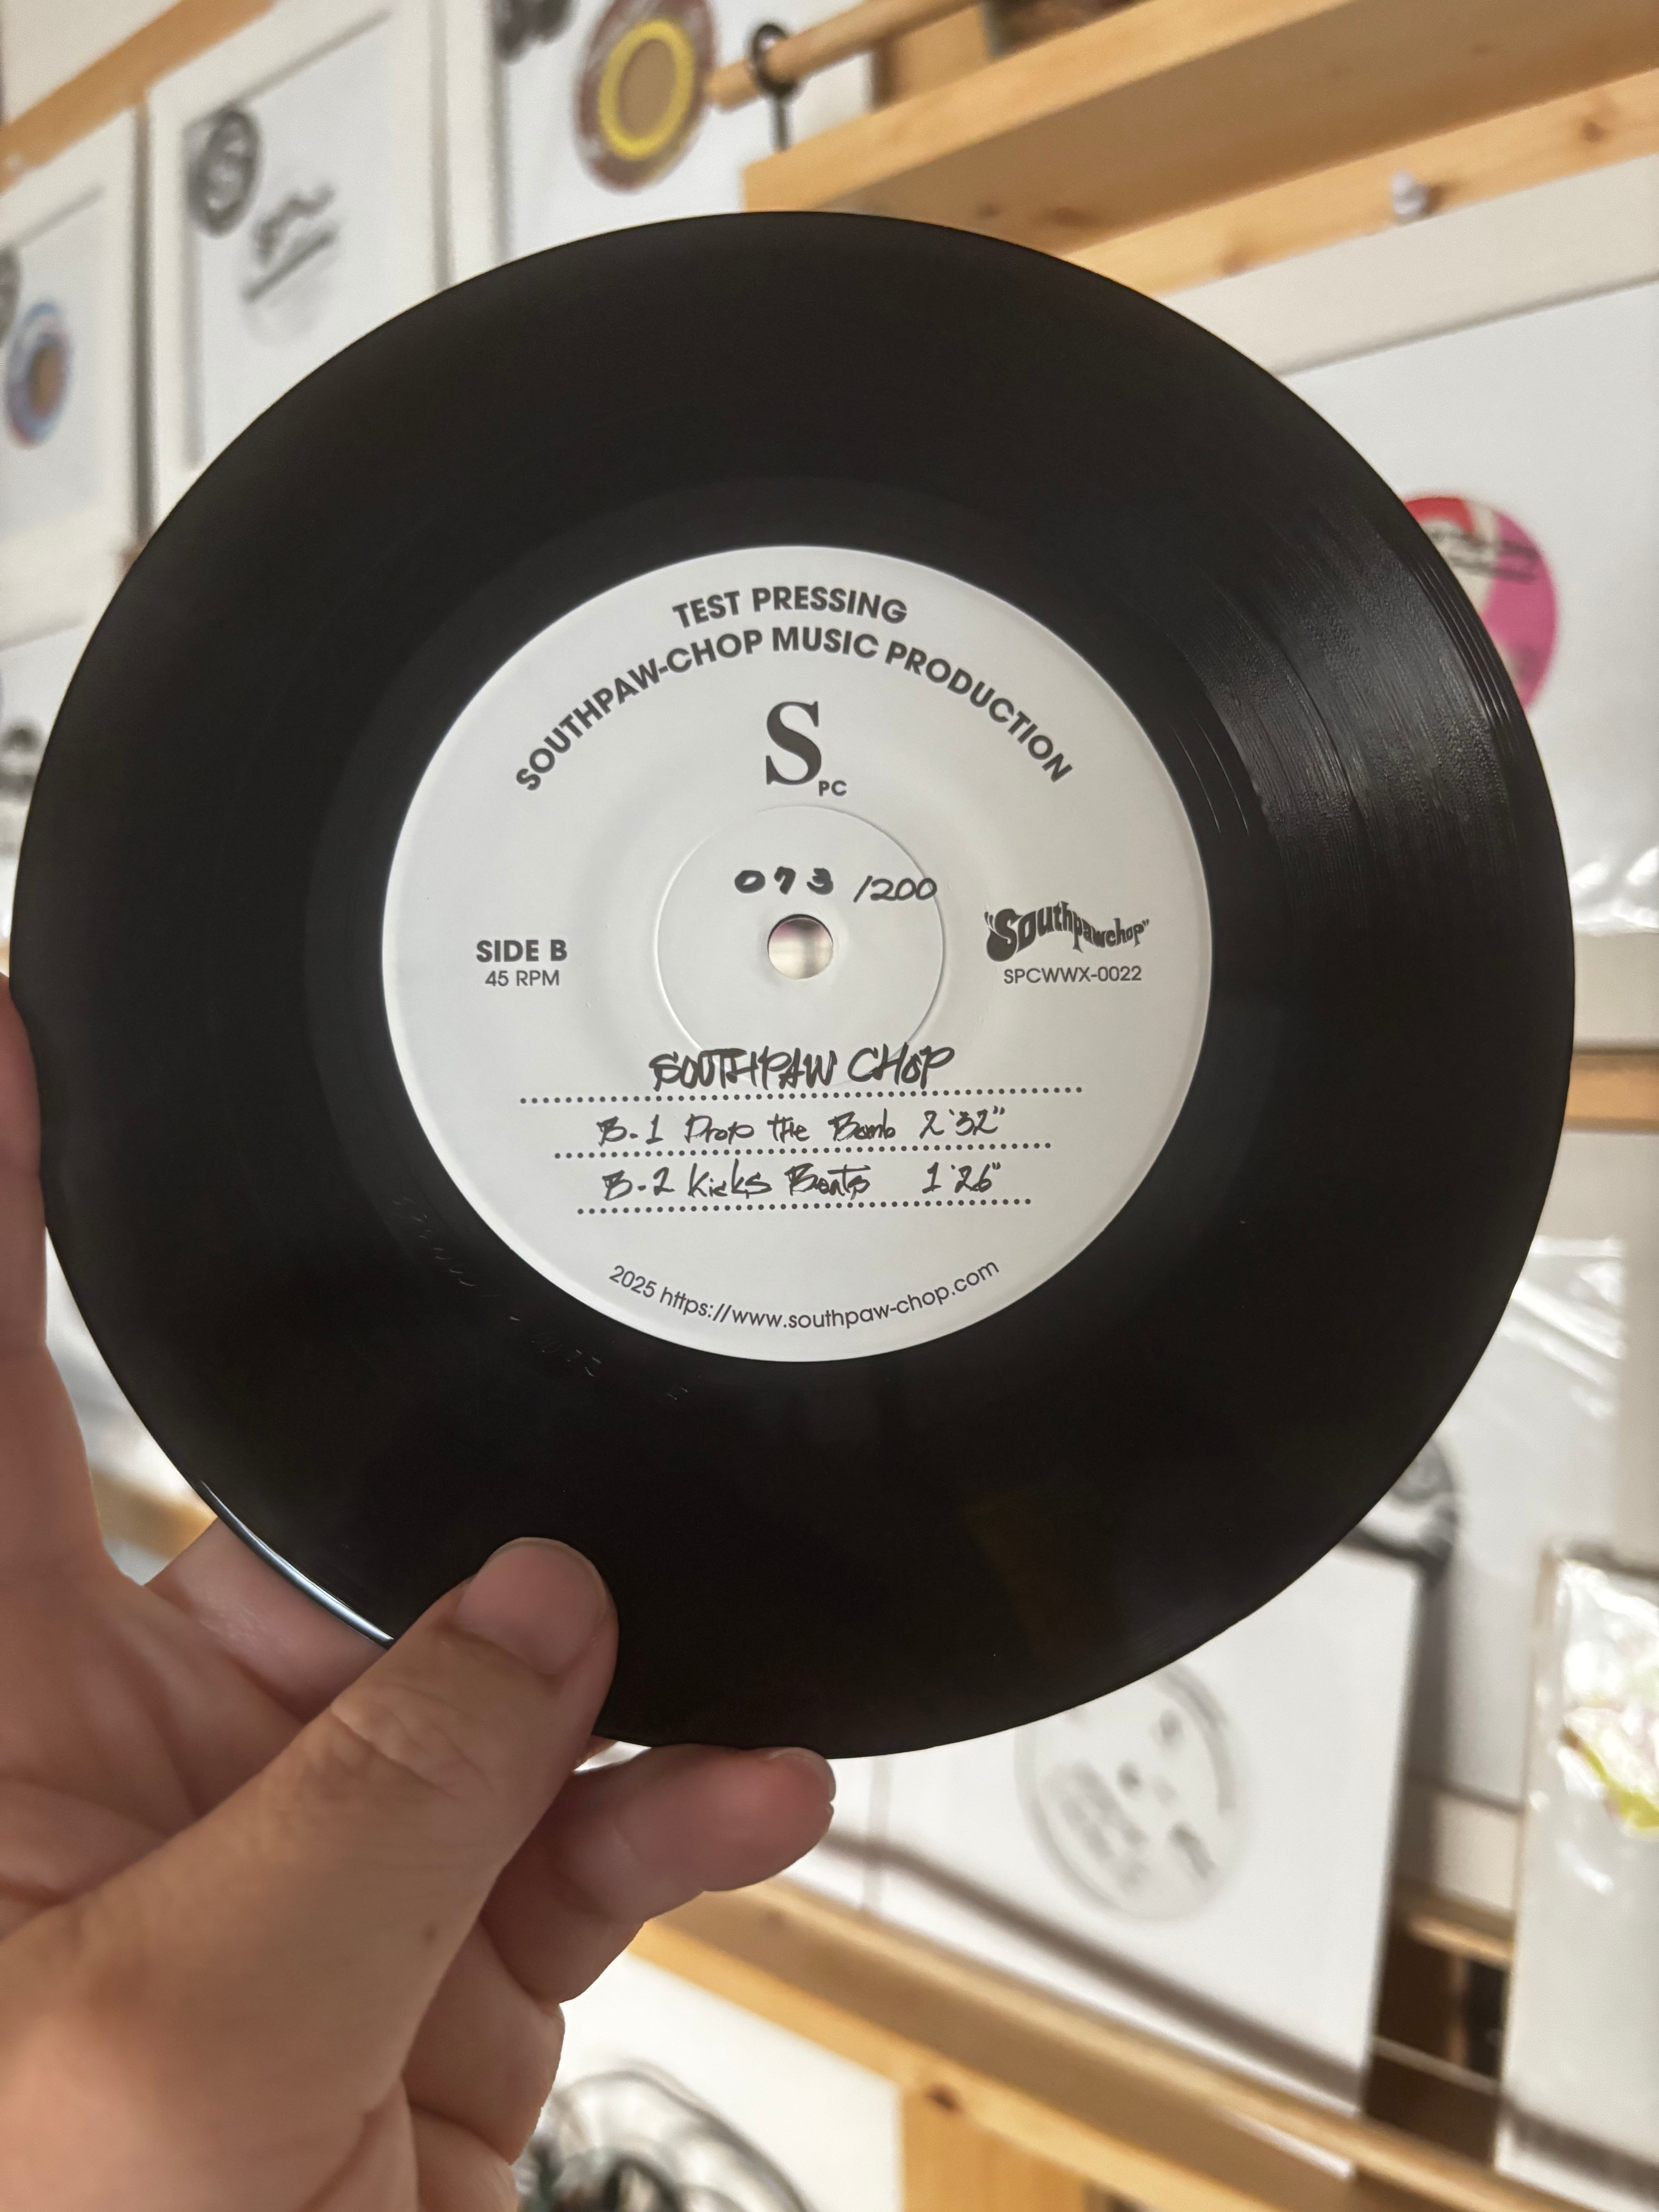 TEST PRESSING
SOUTHPAW-CHOP MUSIC PRODUCTION
S
PC
073 /200
SIDE B
45 RPM
"Southpawchop"
SPCWWX-0022
SOUTHPAW CHOP
B-1 Drop the Bomb 2'32"
B-2 Kicks Beats 1'26"
2025 https://www.southpaw-chop.com